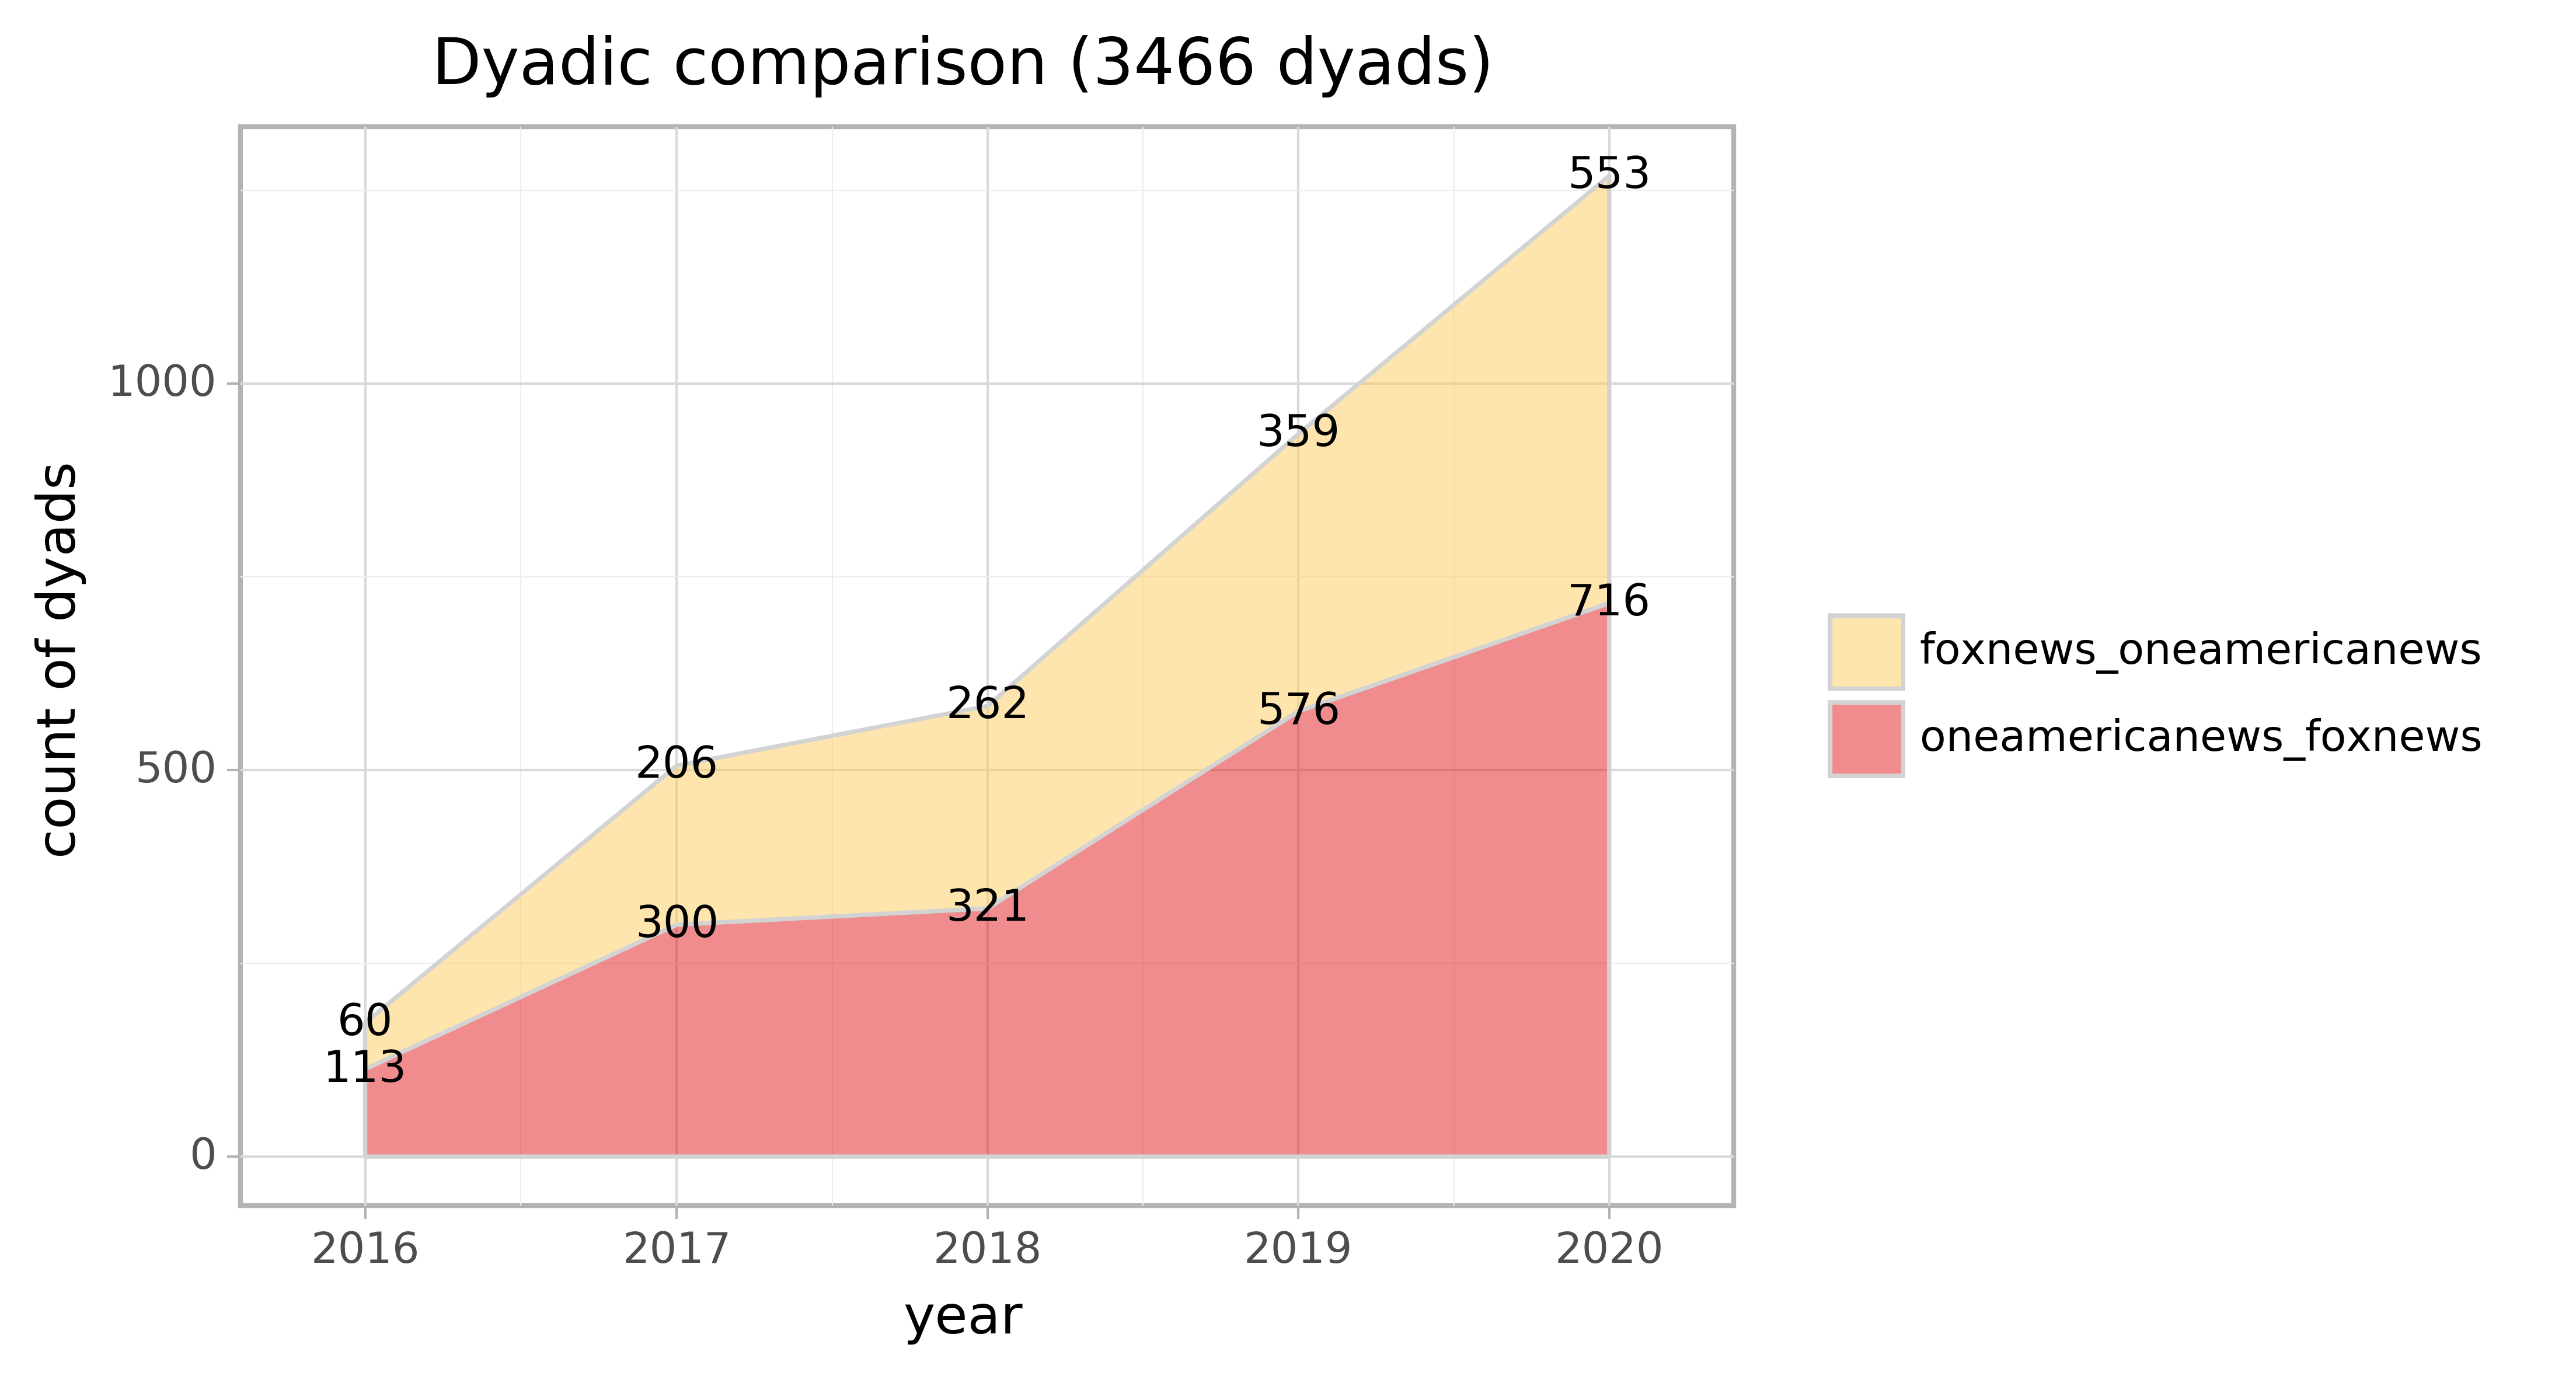 Dyadic comparison (3466 dyads)
count of dyads
1000
500
0
553
359
716
262
206
576
321
300
60
113
2016 2017 2018 2019 2020
year
foxnews_oneamericanews
oneamericanews_foxnews